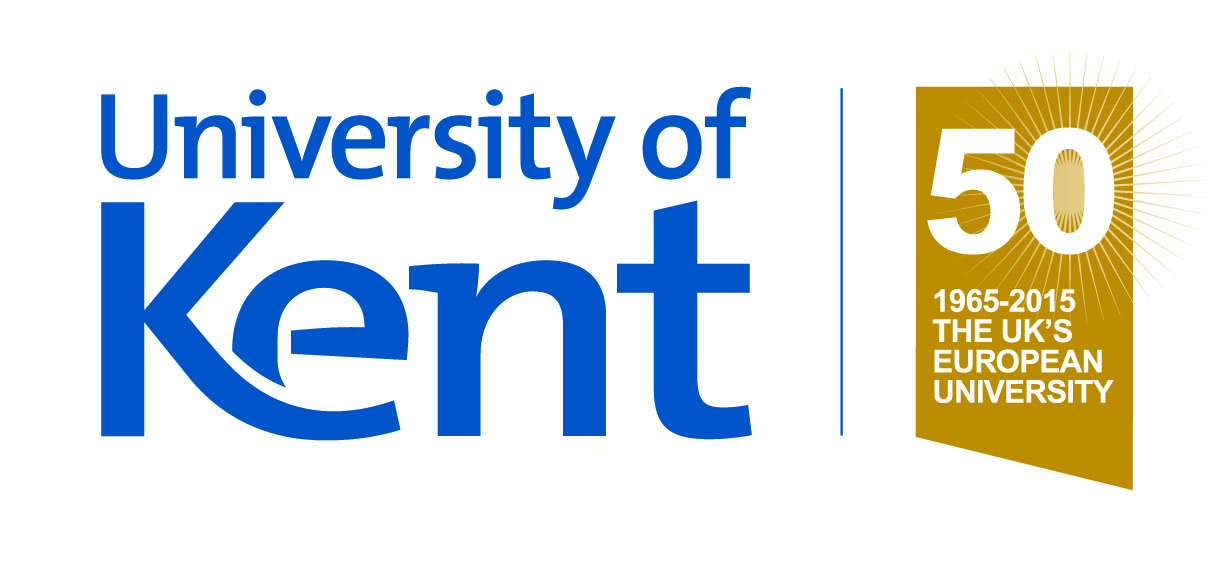 University of
Kent
50
1965-2015
THE UK'S
EUROPEAN
UNIVERSITY